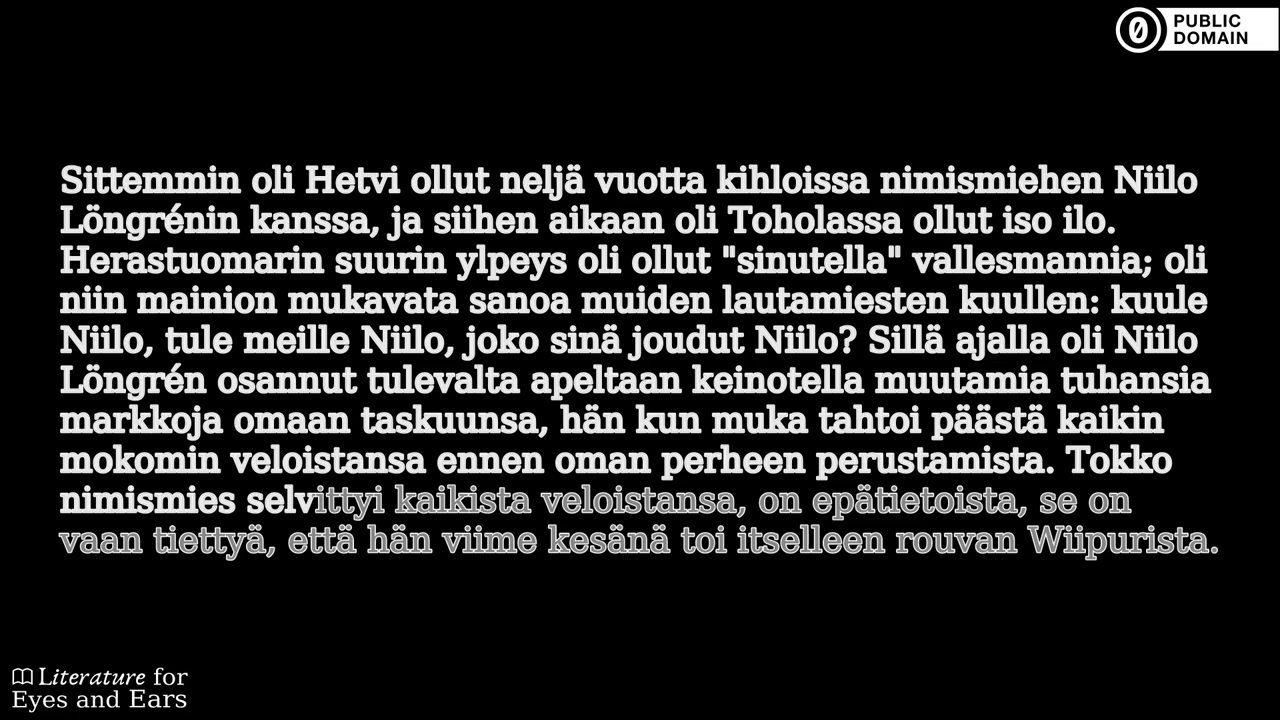 PUBLIC
DOMAIN
Sittemmin oli Hetvi ollut neljä vuotta kihloissa nimismiehen Niilo
Löngrénin kanssa, ja siihen aikaan oli Toholassa ollut iso ilo.
Herastuomarin suurin ylpeys oli ollut "sinutella" vallesmannia; oli
niin mainion mukavata sanoa muiden lautamiesten kuullen: kuule
Niilo, tule meille Niilo, joko sinä joudut Niilo? Sillä ajalla oli Niilo
Löngrén osannut tulevalta apeltaan keinotella muutamia tuhansia
markkoja omaan taskuunsa, hän kun muka tahtoi päästä kaikin
mokomin veloistansa ennen oman perheen perustamista. Tokko
nimismies selvittyi kaikista veloistansa, on epätietoista, se on
vaan tiettyä, että hän viime kesänä toi itselleen rouvan Wiipurista.
Literature for
Eyes and Ears